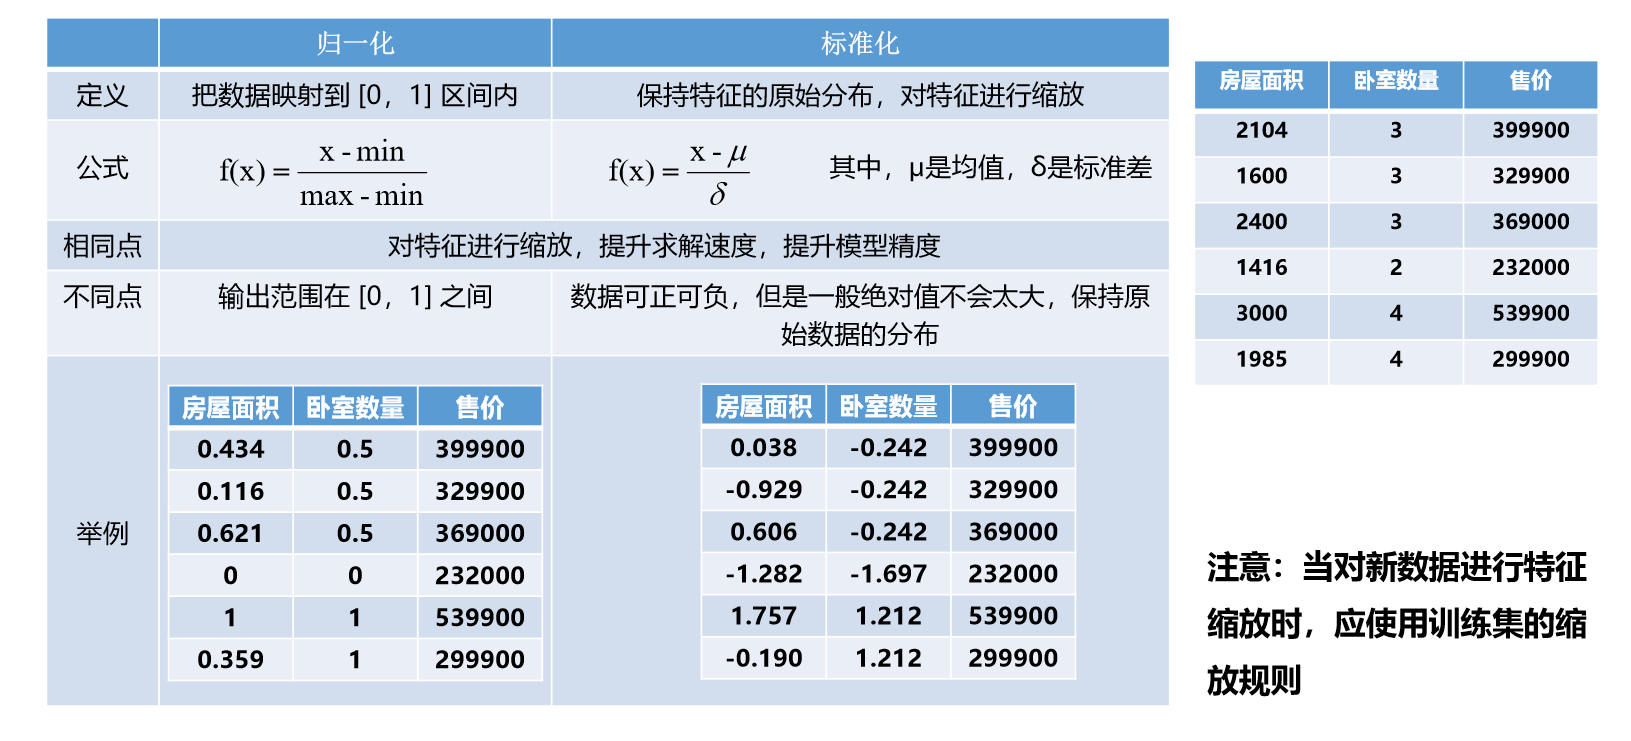 归一化 标准化
定义 把数据映射到 [0，1] 区间内 保持特征的原始分布，对特征进行缩放
公式 f(x) = (x - min) / (max - min) f(x) = (x - μ) / δ 其中，μ是均值，δ是标准差
相同点 对特征进行缩放，提升求解速度，提升模型精度
不同点 输出范围在 [0，1] 之间 数据可正可负，但是一般绝对值不会太大，保持原
始数据的分布
举例
房屋面积 卧室数量 售价
0.434 0.5 399900
0.116 0.5 329900
0.621 0.5 369000
0 0 232000
1 1 539900
0.359 1 299900
房屋面积 卧室数量 售价
0.038 -0.242 399900
-0.929 -0.242 329900
0.606 -0.242 369000
-1.282 -1.697 232000
1.757 1.212 539900
-0.190 1.212 299900
房屋面积 卧室数量 售价
2104 3 399900
1600 3 329900
2400 3 369000
1416 2 232000
3000 4 539900
1985 4 299900
注意：当对新数据进行特征
缩放时，应使用训练集的缩
放规则